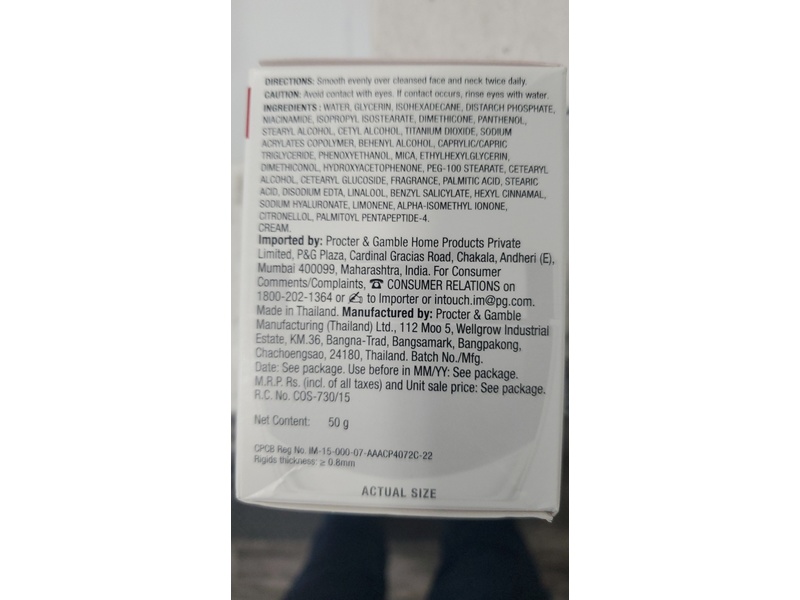 DIRECTIONS: Smooth evenly over cleansed face and neck twice daily.
CAUTION: Avoid contact with eyes. If contact occurs, rinse eyes with water.
INGREDIENTS : WATER, GLYCERIN, ISOHEXADECANE, DISTARCH PHOSPHATE,
NIACINAMIDE, ISOPROPYL ISOSTEARATE, DIMETHICONE, PANTHENOL,
STEARYL ALCOHOL, CETYL ALCOHOL, TITANIUM DIOXIDE, SODIUM
ACRYLATES COPOLYMER, BEHENYL ALCOHOL, CAPRYLIC/CAPRIC
TRIGLYCERIDE, PHENOXYETHANOL, MICA, ETHYLHEXYLGLYCERIN,
DIMETHICONOL, HYDROXYACETOPHENONE, PEG-100 STEARATE, CETEARYL
ALCOHOL, CETEARYL GLUCOSIDE, FRAGRANCE, PALMITIC ACID, STEARIC
ACID, DISODIUM EDTA, LINALOOL, BENZYL SALICYLATE, HEXYL CINNAMAL,
SODIUM HYALURONATE, LIMONENE, ALPHA-ISOMETHYL IONONE,
CITRONELLOL, PALMITOYL PENTAPEPTIDE-4.
CREAM.
Imported by: Procter & Gamble Home Products Private
Limited, P&G Plaza, Cardinal Gracias Road, Chakala, Andheri (E),
Mumbai 400099, Maharashtra, India. For Consumer
Comments/Complaints, ☎ CONSUMER RELATIONS on
1800-202-1364 or ✍ to Importer or intouch.im@pg.com.
Made in Thailand. Manufactured by: Procter & Gamble
Manufacturing (Thailand) Ltd., 112 Moo 5, Wellgrow Industrial
Estate, KM.36, Bangna-Trad, Bangsamark, Bangpakong,
Chachoengsao, 24180, Thailand. Batch No./Mfg.
Date: See package. Use before in MM/YY: See package.
M.R.P. Rs. (incl. of all taxes) and Unit sale price: See package.
R.C. No. COS-730/15
Net Content: 50 g
CPCB Reg No. IM-15-000-07-AAACP4072C-22
Rigids thickness: ≥ 0.8mm
ACTUAL SIZE